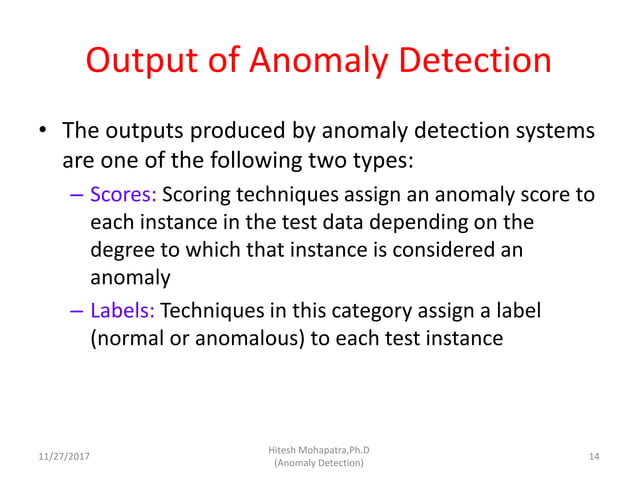 Output of Anomaly Detection
• The outputs produced by anomaly detection systems
are one of the following two types:
– Scores: Scoring techniques assign an anomaly score to
each instance in the test data depending on the
degree to which that instance is considered an
anomaly
– Labels: Techniques in this category assign a label
(normal or anomalous) to each test instance
11/27/2017
Hitesh Mohapatra,Ph.D
(Anomaly Detection)
14